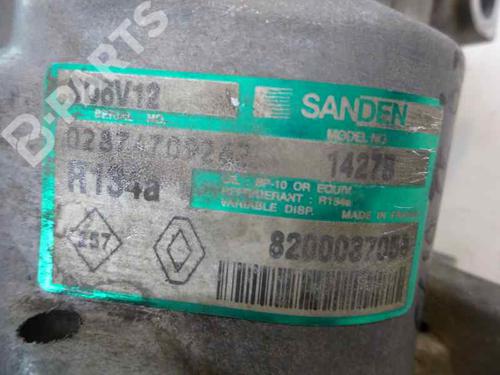 B-PARTS
SD6V12
SERIAL NO.
SANDEN
MODEL NO.
14275
R134a
OIL : SP-10 OR EQUIV.
REFRIGERANT : R134a
VARIABLE DISP. MADE IN FRANCE
257